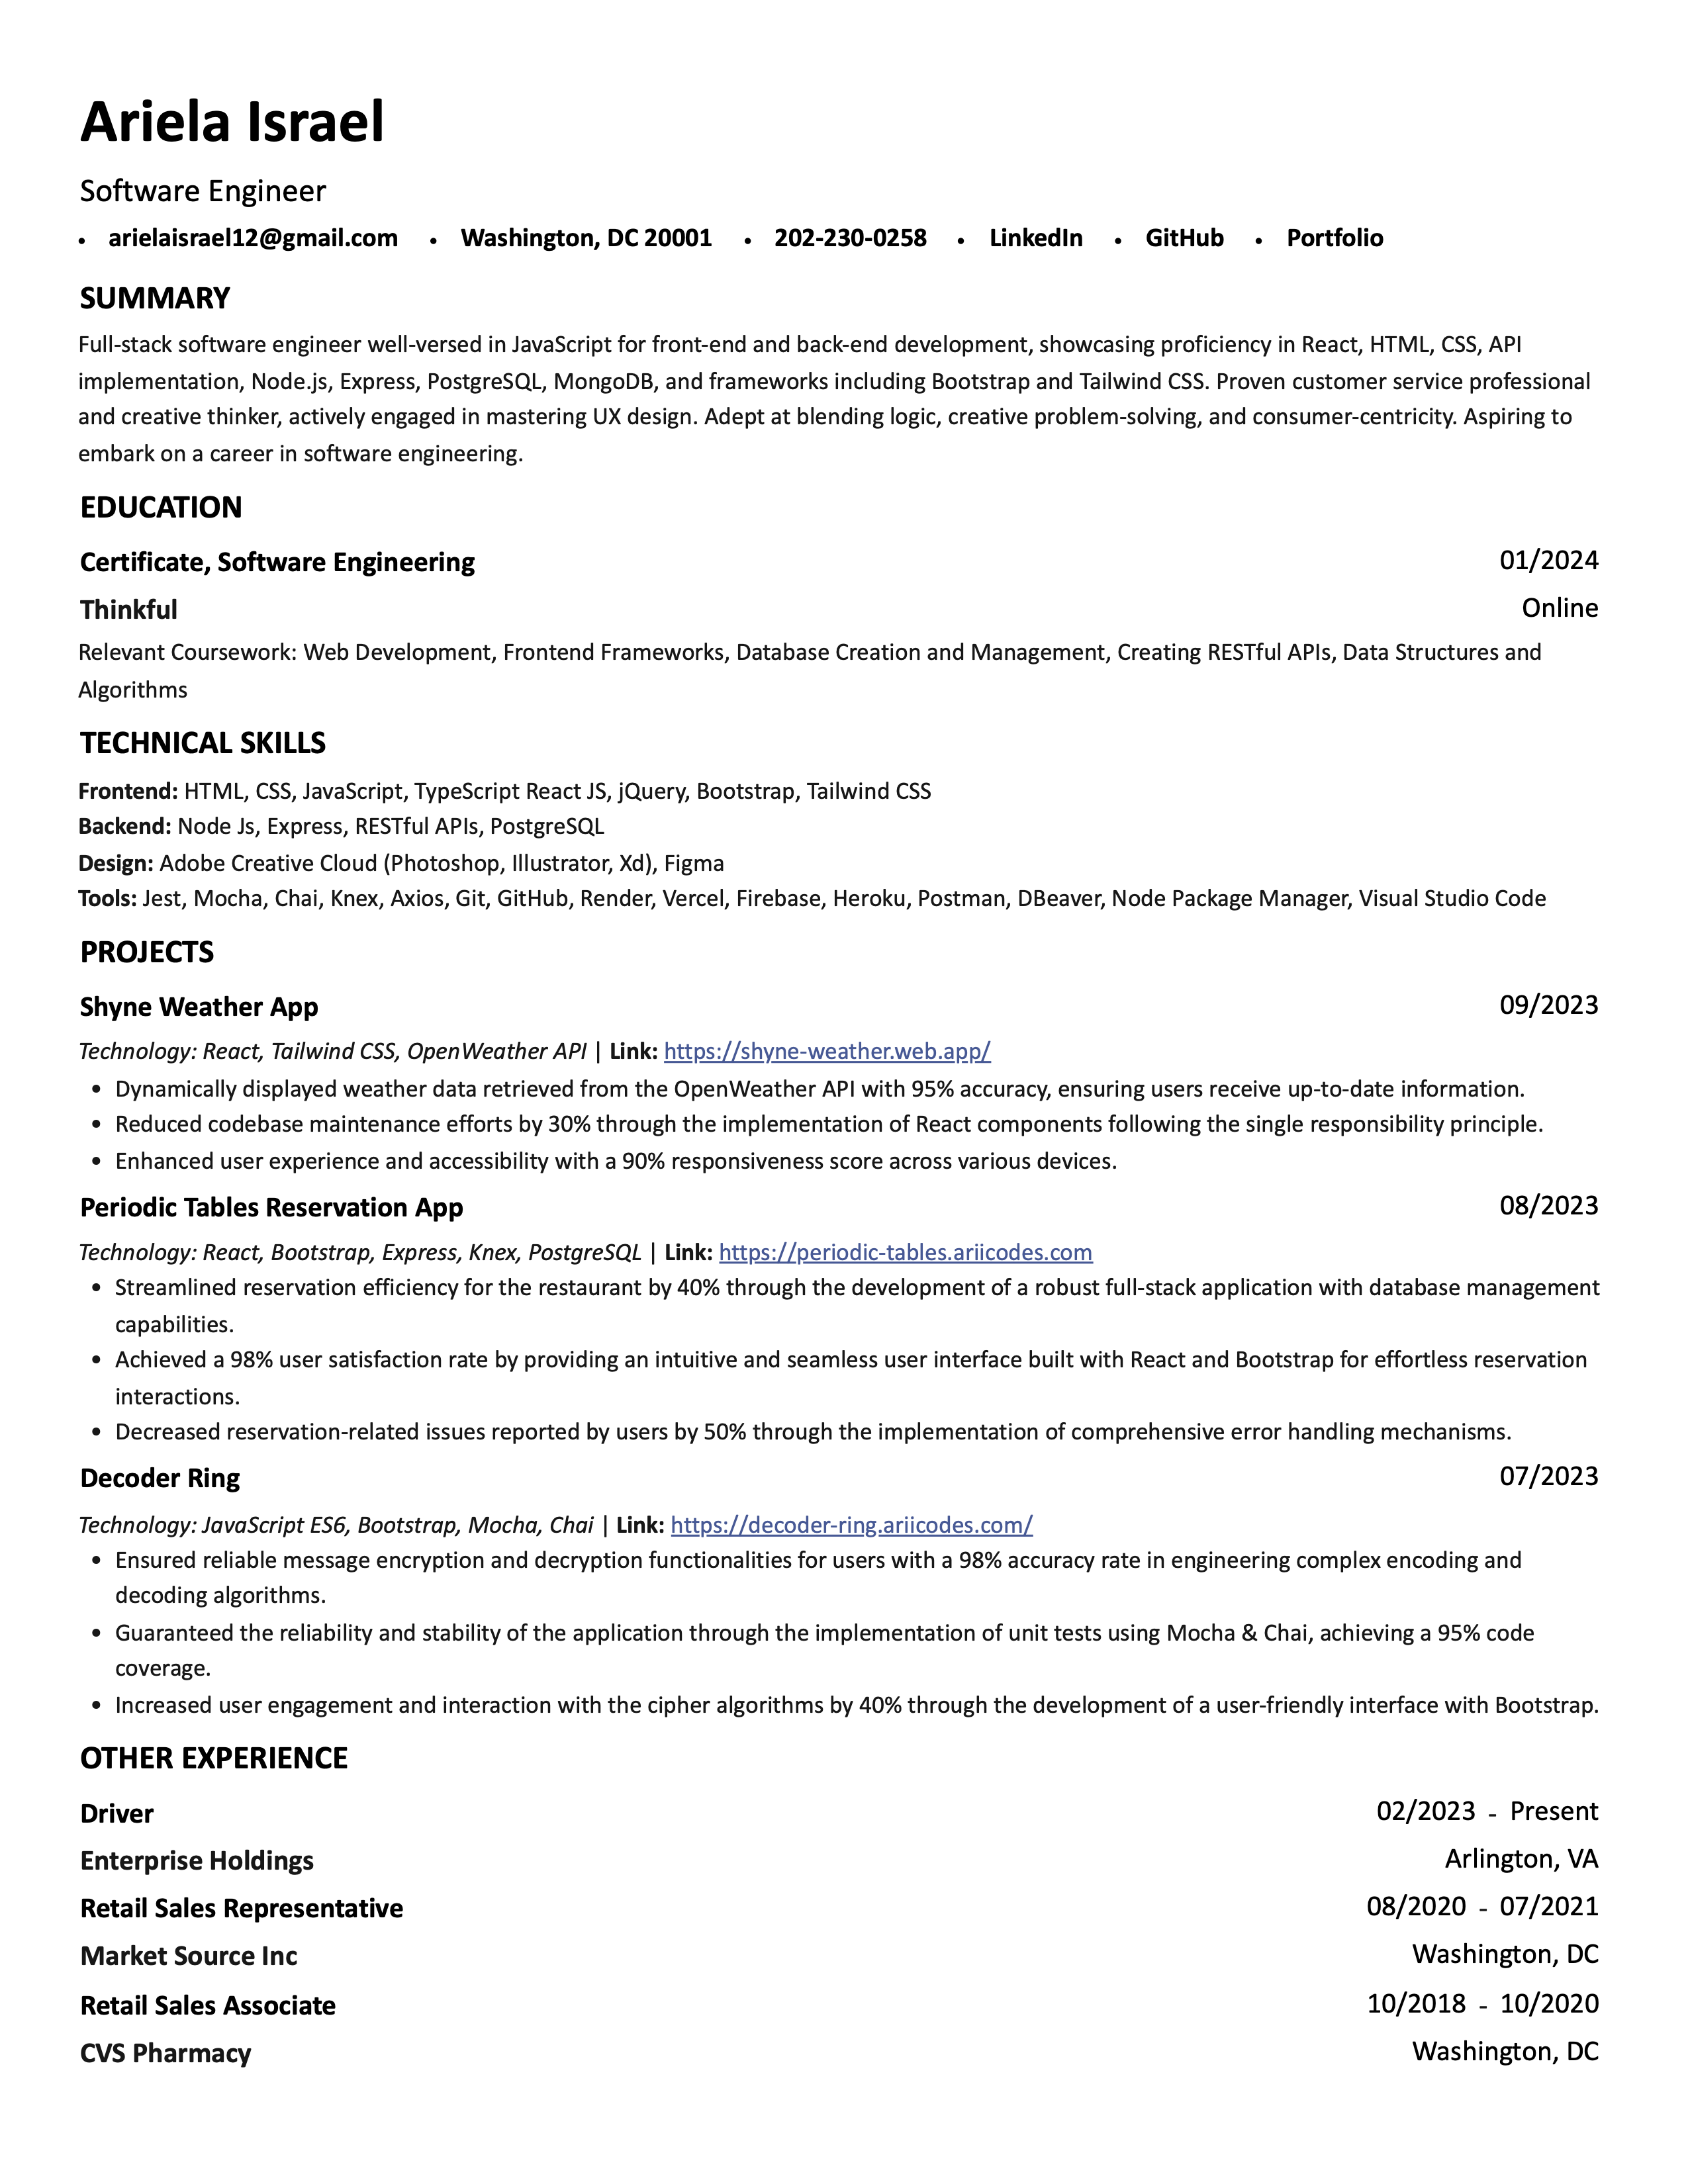 Ariela Israel
Software Engineer
• arielaisrael12@gmail.com • Washington, DC 20001 • 202-230-0258 • LinkedIn • GitHub • Portfolio
SUMMARY
Full-stack software engineer well-versed in JavaScript for front-end and back-end development, showcasing proficiency in React, HTML, CSS, API
implementation, Node.js, Express, PostgreSQL, MongoDB, and frameworks including Bootstrap and Tailwind CSS. Proven customer service professional
and creative thinker, actively engaged in mastering UX design. Adept at blending logic, creative problem-solving, and consumer-centricity. Aspiring to
embark on a career in software engineering.
EDUCATION
Certificate, Software Engineering 01/2024
Thinkful Online
Relevant Coursework: Web Development, Frontend Frameworks, Database Creation and Management, Creating RESTful APIs, Data Structures and
Algorithms
TECHNICAL SKILLS
Frontend: HTML, CSS, JavaScript, TypeScript React JS, jQuery, Bootstrap, Tailwind CSS
Backend: Node Js, Express, RESTful APIs, PostgreSQL
Design: Adobe Creative Cloud (Photoshop, Illustrator, Xd), Figma
Tools: Jest, Mocha, Chai, Knex, Axios, Git, GitHub, Render, Vercel, Firebase, Heroku, Postman, DBeaver, Node Package Manager, Visual Studio Code
PROJECTS
Shyne Weather App 09/2023
Technology: React, Tailwind CSS, OpenWeather API | Link: https://shyne-weather.web.app/
• Dynamically displayed weather data retrieved from the OpenWeather API with 95% accuracy, ensuring users receive up-to-date information.
• Reduced codebase maintenance efforts by 30% through the implementation of React components following the single responsibility principle.
• Enhanced user experience and accessibility with a 90% responsiveness score across various devices.
Periodic Tables Reservation App 08/2023
Technology: React, Bootstrap, Express, Knex, PostgreSQL | Link: https://periodic-tables.ariicodes.com
• Streamlined reservation efficiency for the restaurant by 40% through the development of a robust full-stack application with database management
capabilities.
• Achieved a 98% user satisfaction rate by providing an intuitive and seamless user interface built with React and Bootstrap for effortless reservation
interactions.
• Decreased reservation-related issues reported by users by 50% through the implementation of comprehensive error handling mechanisms.
Decoder Ring 07/2023
Technology: JavaScript ES6, Bootstrap, Mocha, Chai | Link: https://decoder-ring.ariicodes.com/
• Ensured reliable message encryption and decryption functionalities for users with a 98% accuracy rate in engineering complex encoding and
decoding algorithms.
• Guaranteed the reliability and stability of the application through the implementation of unit tests using Mocha & Chai, achieving a 95% code
coverage.
• Increased user engagement and interaction with the cipher algorithms by 40% through the development of a user-friendly interface with Bootstrap.
OTHER EXPERIENCE
Driver 02/2023 - Present
Enterprise Holdings Arlington, VA
Retail Sales Representative 08/2020 - 07/2021
Market Source Inc Washington, DC
Retail Sales Associate 10/2018 - 10/2020
CVS Pharmacy Washington, DC